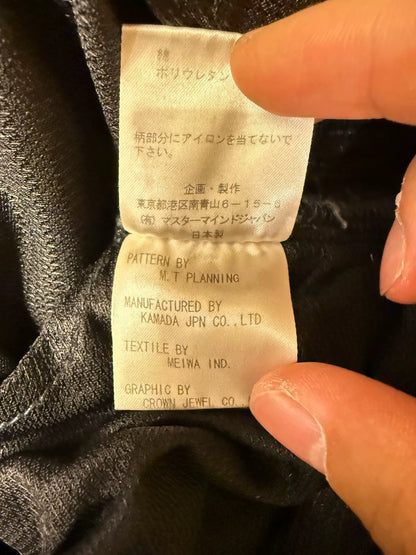 綿
ポリウレタン
柄部分にアイロンを当てないで
下さい。
企画・製作
東京都港区南青山6-15-6
(有) マスターマインドジャパン
日本製
PATTERN BY
M.T PLANNING
MANUFACTURED BY
KAMADA JPN CO.,LTD
TEXTILE BY
MEIWA IND.
GRAPHIC BY
CROWN JEWEL CO.,